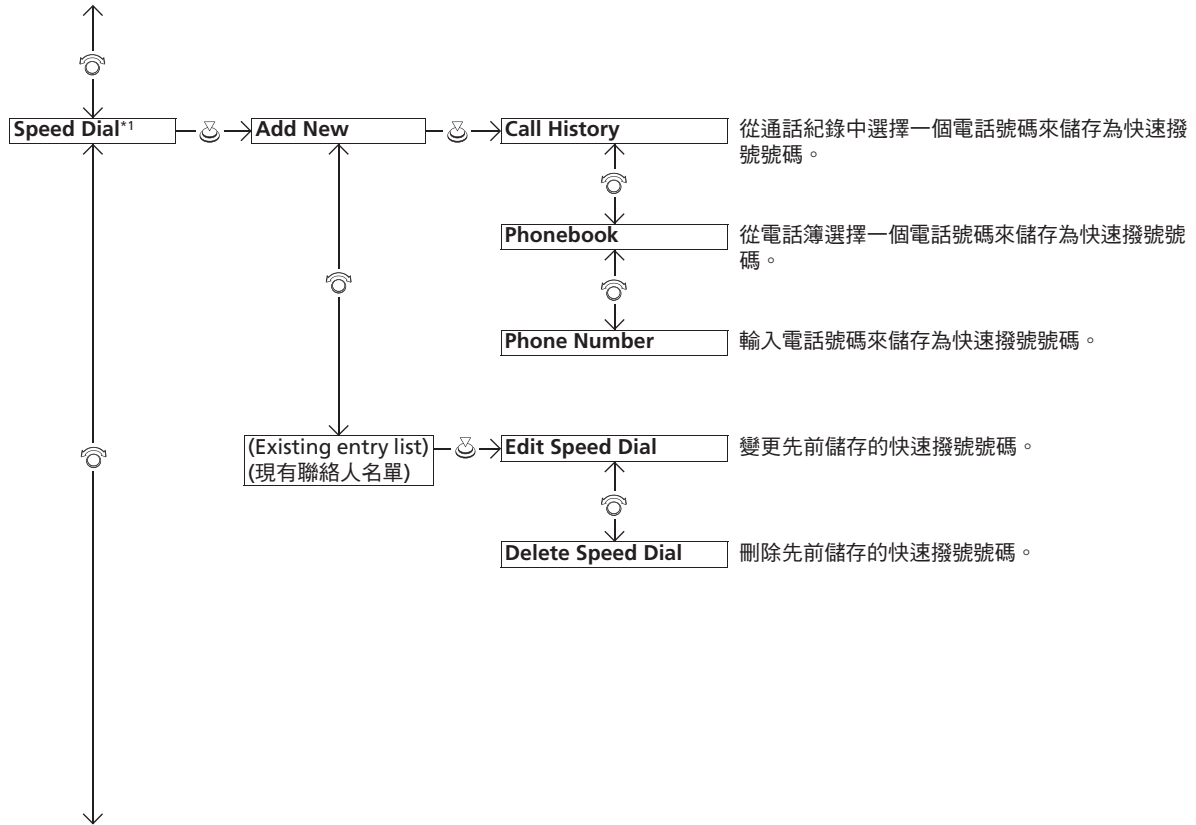 Speed Dial*1
Add New
Call History
從通話紀錄中選擇一個電話號碼來儲存為快速撥
號號碼。
Phonebook
從電話簿選擇一個電話號碼來儲存為快速撥號號
碼。
Phone Number
輸入電話號碼來儲存為快速撥號號碼。
(Existing entry list)
(現有聯絡人名單)
Edit Speed Dial
變更先前儲存的快速撥號號碼。
Delete Speed Dial
刪除先前儲存的快速撥號號碼。